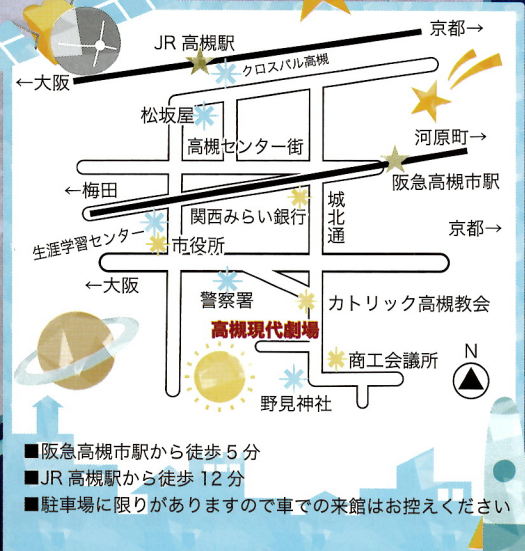 京都→
JR 高槻駅
クロスパル高槻
←大阪
松坂屋
高槻センター街
河原町→
←梅田
阪急高槻市駅
関西みらい銀行
城北通
生涯学習センター
市役所
京都→
←大阪
警察署
カトリック高槻教会
高槻現代劇場
商工会議所
N
野見神社
■阪急高槻市駅から徒歩 5 分
■JR 高槻駅から徒歩 12 分
■駐車場に限りがありますので車での来館はお控えください